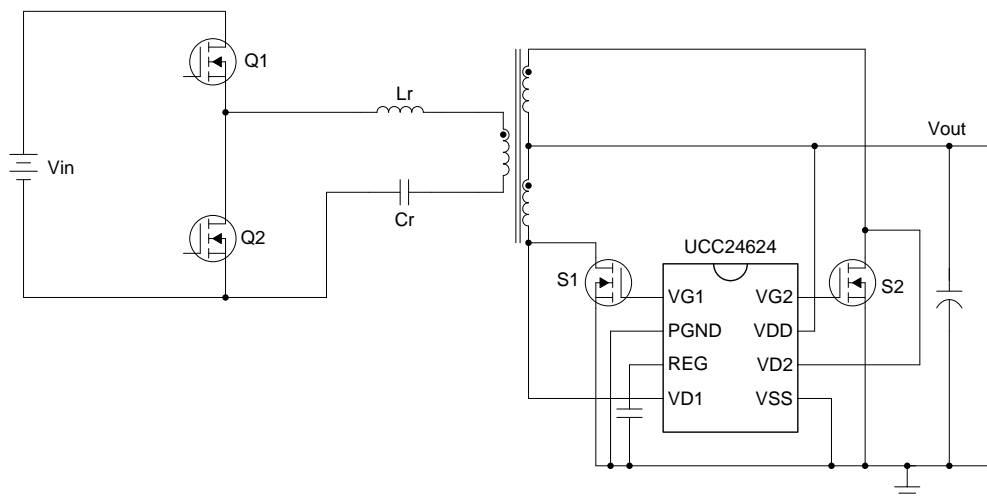 Q1
Lr
Vout
Vin
Cr
Q2
UCC24624
S1
S2
VG1
VG2
PGND
VDD
REG
VD2
VD1
VSS